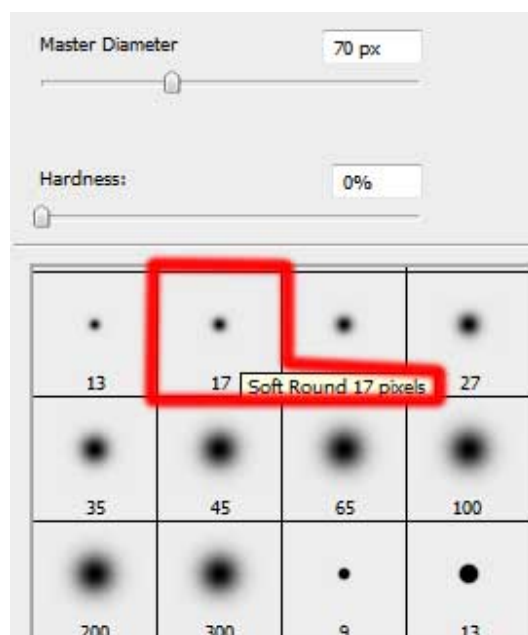 Master Diameter 70 px
Hardness: 0%
13 17 27
Soft Round 17 pixels
35 45 65 100
200 300 9 13